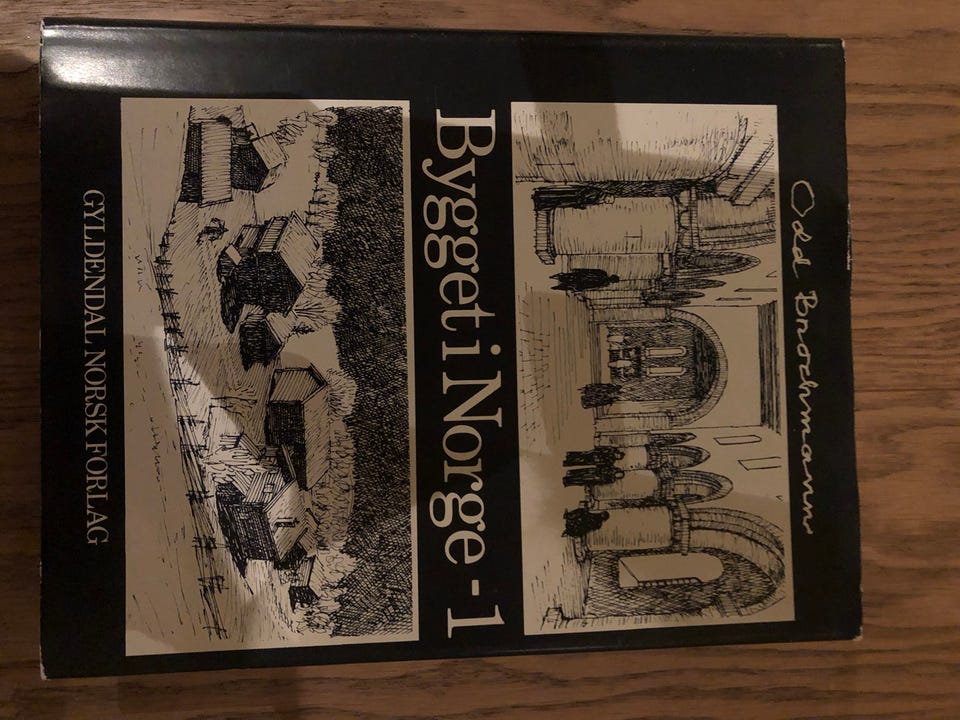 Odd Brochmann
Bygget i Norge - 1
GYLDENDAL NORSK FORLAG